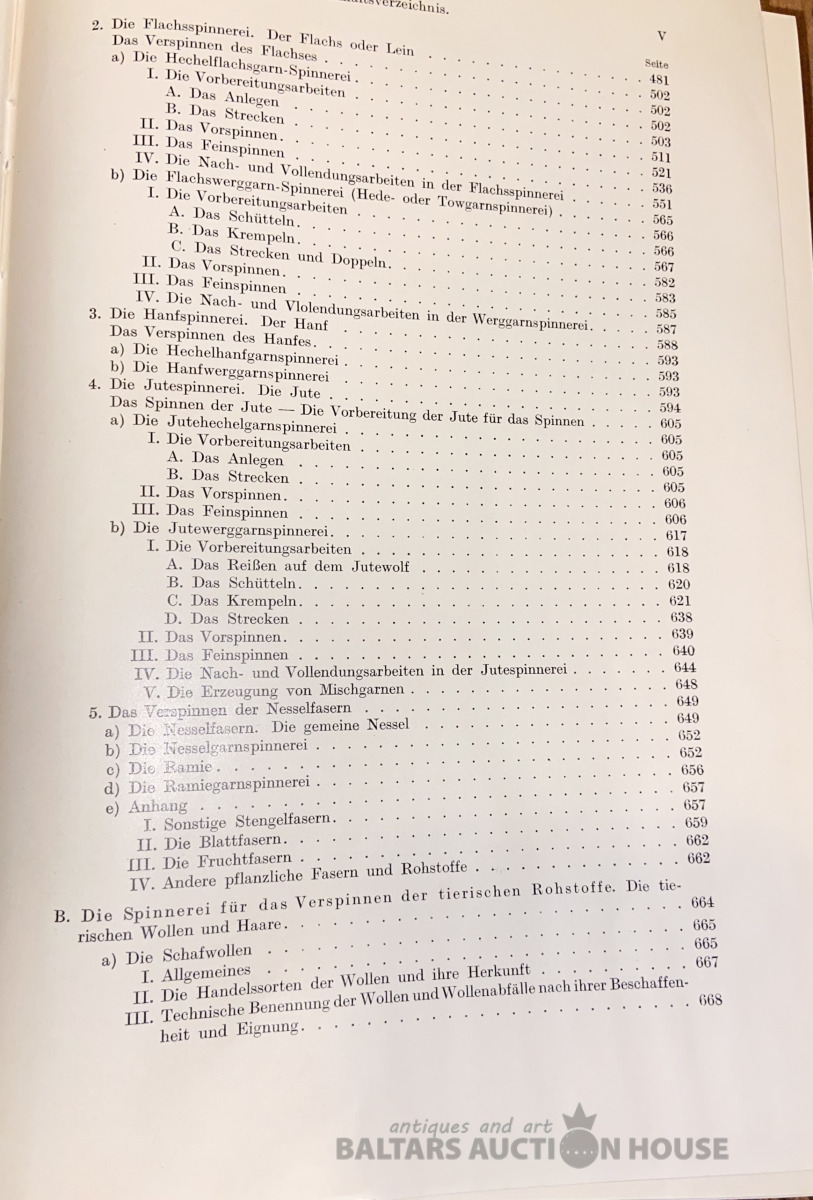 V
Seite
2. Die Flachsspinnerei. Der Flachs oder Lein . . . . . . . . . . 481
Das Verspinnen des Flachses . . . . . . . . . . 502
a) Die Hechelflachsgarn-Spinnerei . . . . . . . . . . 502
I. Die Vorbereitungsarbeiten . . . . . . . . . . 502
A. Das Anlegen . . . . . . . . . . 503
B. Das Strecken . . . . . . . . . . 511
II. Das Vorspinnen. . . . . . . . . . . 521
III. Das Feinspinnen . . . . . . . . . . 536
IV. Die Nach- und Vollendungsarbeiten in der Flachsspinnerei . . . . . 551
b) Die Flachswerggarn-Spinnerei (Hede- oder Towgarnspinnerei) . . . . . 565
I. Die Vorbereitungsarbeiten . . . . . . . . . . 566
A. Das Schütteln. . . . . . . . . . . 566
B. Das Krempeln. . . . . . . . . . . 567
C. Das Strecken und Doppeln. . . . . . . . . . . 582
II. Das Vorspinnen. . . . . . . . . . . 583
III. Das Feinspinnen . . . . . . . . . . 585
IV. Die Nach- und Vlolendungsarbeiten in der Werggarnspinnerei. . . . . 587
3. Die Hanfspinnerei. Der Hanf . . . . . . . . . . 588
Das Verspinnen des Hanfes. . . . . . . . . . . 593
a) Die Hechelhanfgarnspinnerei . . . . . . . . . . 593
b) Die Hanfwerggarnspinnerei . . . . . . . . . . 593
4. Die Jutespinnerei. Die Jute . . . . . . . . . . 594
Das Spinnen der Jute — Die Vorbereitung der Jute für das Spinnen . . . . . 605
a) Die Jutehechelgarnspinnerei . . . . . . . . . . 605
I. Die Vorbereitungsarbeiten . . . . . . . . . . 605
A. Das Anlegen . . . . . . . . . . 605
B. Das Strecken . . . . . . . . . . 605
II. Das Vorspinnen. . . . . . . . . . . 606
III. Das Feinspinnen . . . . . . . . . . 606
b) Die Jutewerggarnspinnerei. . . . . . . . . . . 617
I. Die Vorbereitungsarbeiten . . . . . . . . . . 618
A. Das Reißen auf dem Jutewolf . . . . . . . . . . 618
B. Das Schütteln. . . . . . . . . . . 620
C. Das Krempeln. . . . . . . . . . . 621
D. Das Strecken . . . . . . . . . . 638
II. Das Vorspinnen. . . . . . . . . . . 639
III. Das Feinspinnen . . . . . . . . . . 640
IV. Die Nach- und Vollendungsarbeiten in der Jutespinnerei . . . . . . . 644
V. Die Erzeugung von Mischgarnen . . . . . . . . . . 648
5. Das Verspinnen der Nesselfasern . . . . . . . . . . 649
a) Die Nesselfasern. Die gemeine Nessel . . . . . . . . . . 649
b) Die Nesselgarnspinnerei . . . . . . . . . . 652
c) Die Ramie. . . . . . . . . . . 652
d) Die Ramiegarnspinnerei . . . . . . . . . . 656
e) Anhang . . . . . . . . . . 657
I. Sonstige Stengelfasern. . . . . . . . . . . 657
II. Die Blattfasern. . . . . . . . . . . 659
III. Die Fruchtfasern . . . . . . . . . . 662
IV. Andere pflanzliche Fasern und Rohstoffe . . . . . . . . . . 662
B. Die Spinnerei für das Verspinnen der tierischen Rohstoffe. Die tie-
rischen Wollen und Haare. . . . . . . . . . . 664
a) Die Schafwollen . . . . . . . . . . 665
I. Allgemeines . . . . . . . . . . 665
II. Die Handelssorten der Wollen und ihre Herkunft . . . . . . . . . 667
III. Technische Benennung der Wollen und Wollenabfälle nach ihrer Beschaffen-
heit und Eignung. . . . . . . . . . . 668
antiques and art
BALTARS AUCTION HOUSE